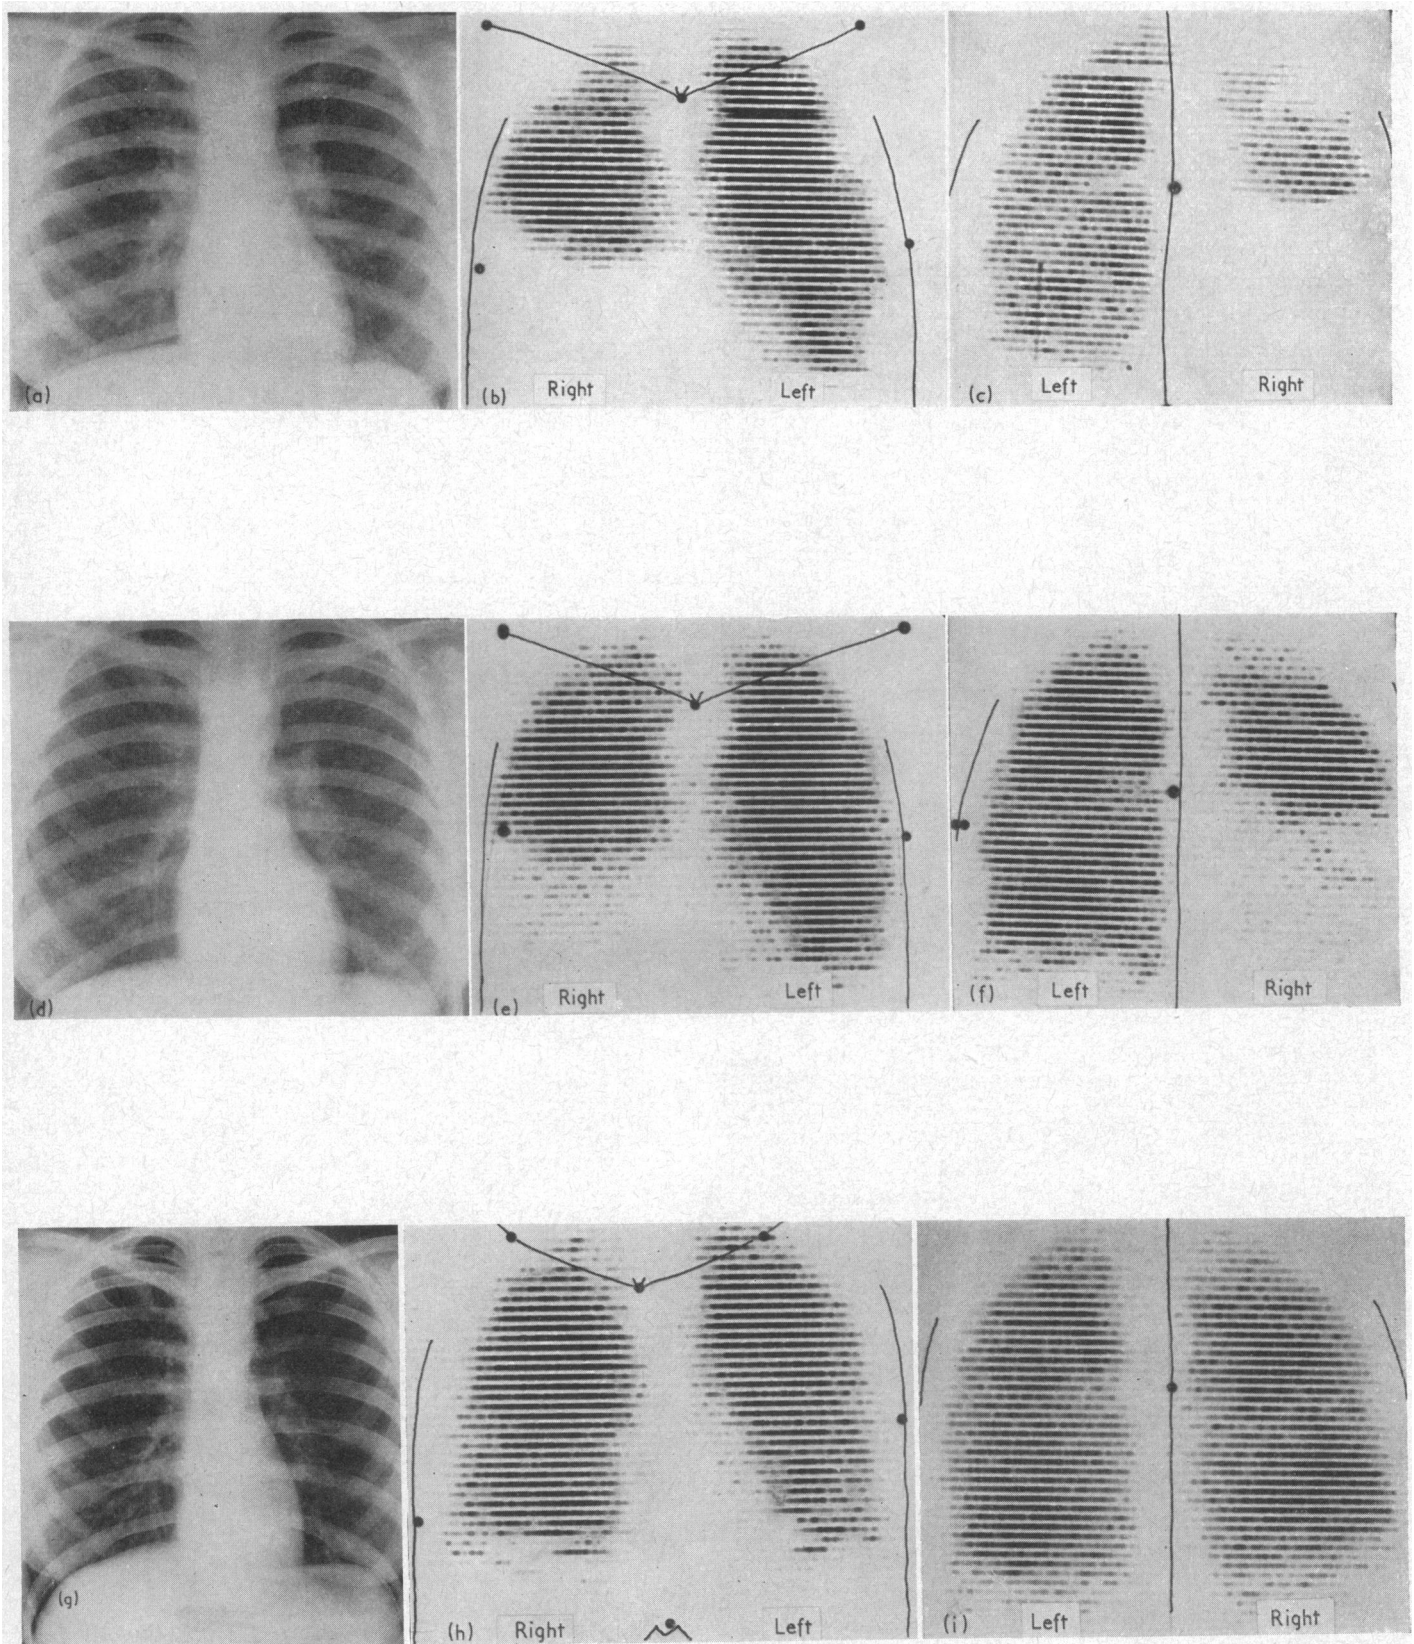 (a)
(b) Right Left
(c) Left Right
(d)
(e) Right Left
(f) Left Right
(g)
(h) Right Left
(i) Left Right